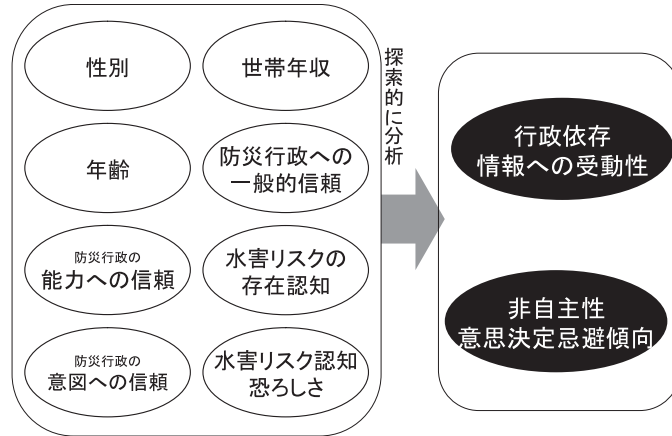 性別
世帯年収
年齢
防災行政への
一般的信頼
防災行政の
能力への信頼
水害リスクの
存在認知
防災行政の
意図への信頼
水害リスク認知
恐ろしさ
探索的に分析
行政依存
情報への受動性
非自主性
意思決定忌避傾向